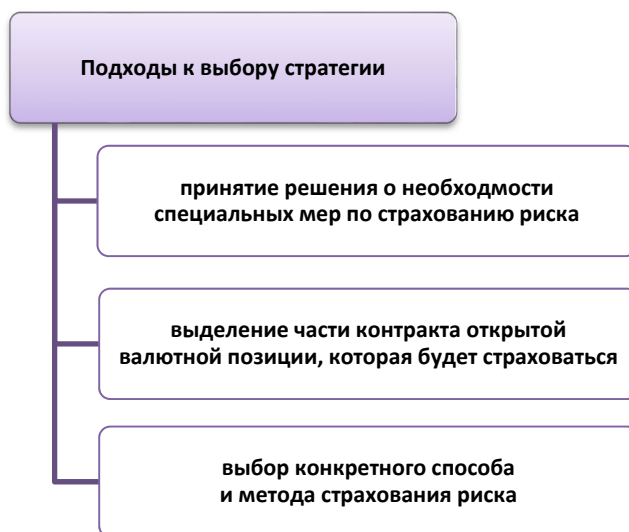 Подходы к выбору стратегии
принятие решения о необходмости
специальных мер по страхованию риска
выделение части контракта открытой
валютной позиции, которая будет страховаться
выбор конкретного способа
и метода страхования риска